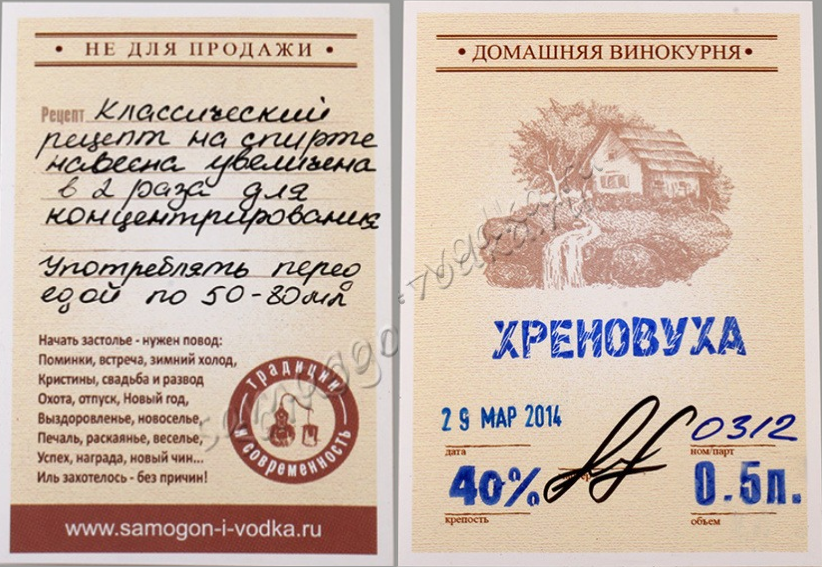 • НЕ ДЛЯ ПРОДАЖИ •
Рецепт Классический
рецепт на спирте
навеска увеличена
в 2 раза для
концентрирования
Употреблять перед
едой по 50-80мл
Начать застолье - нужен повод:
Поминки, встреча, зимний холод,
Кристины, свадьба и развод
Охота, отпуск, Новый год,
Выздоровленье, новоселье,
Печаль, раскаянье, веселье,
Успех, награда, новый чин...
Иль захотелось - без причин!
традиции
и современность
www.samogon-i-vodka.ru
• ДОМАШНЯЯ ВИНОКУРНЯ •
ХРЕНОВУХА
29 МАР 2014
0312
дата
ном/парт
40%
0.5л.
крепость
объем
samogon-i-vodka.ru